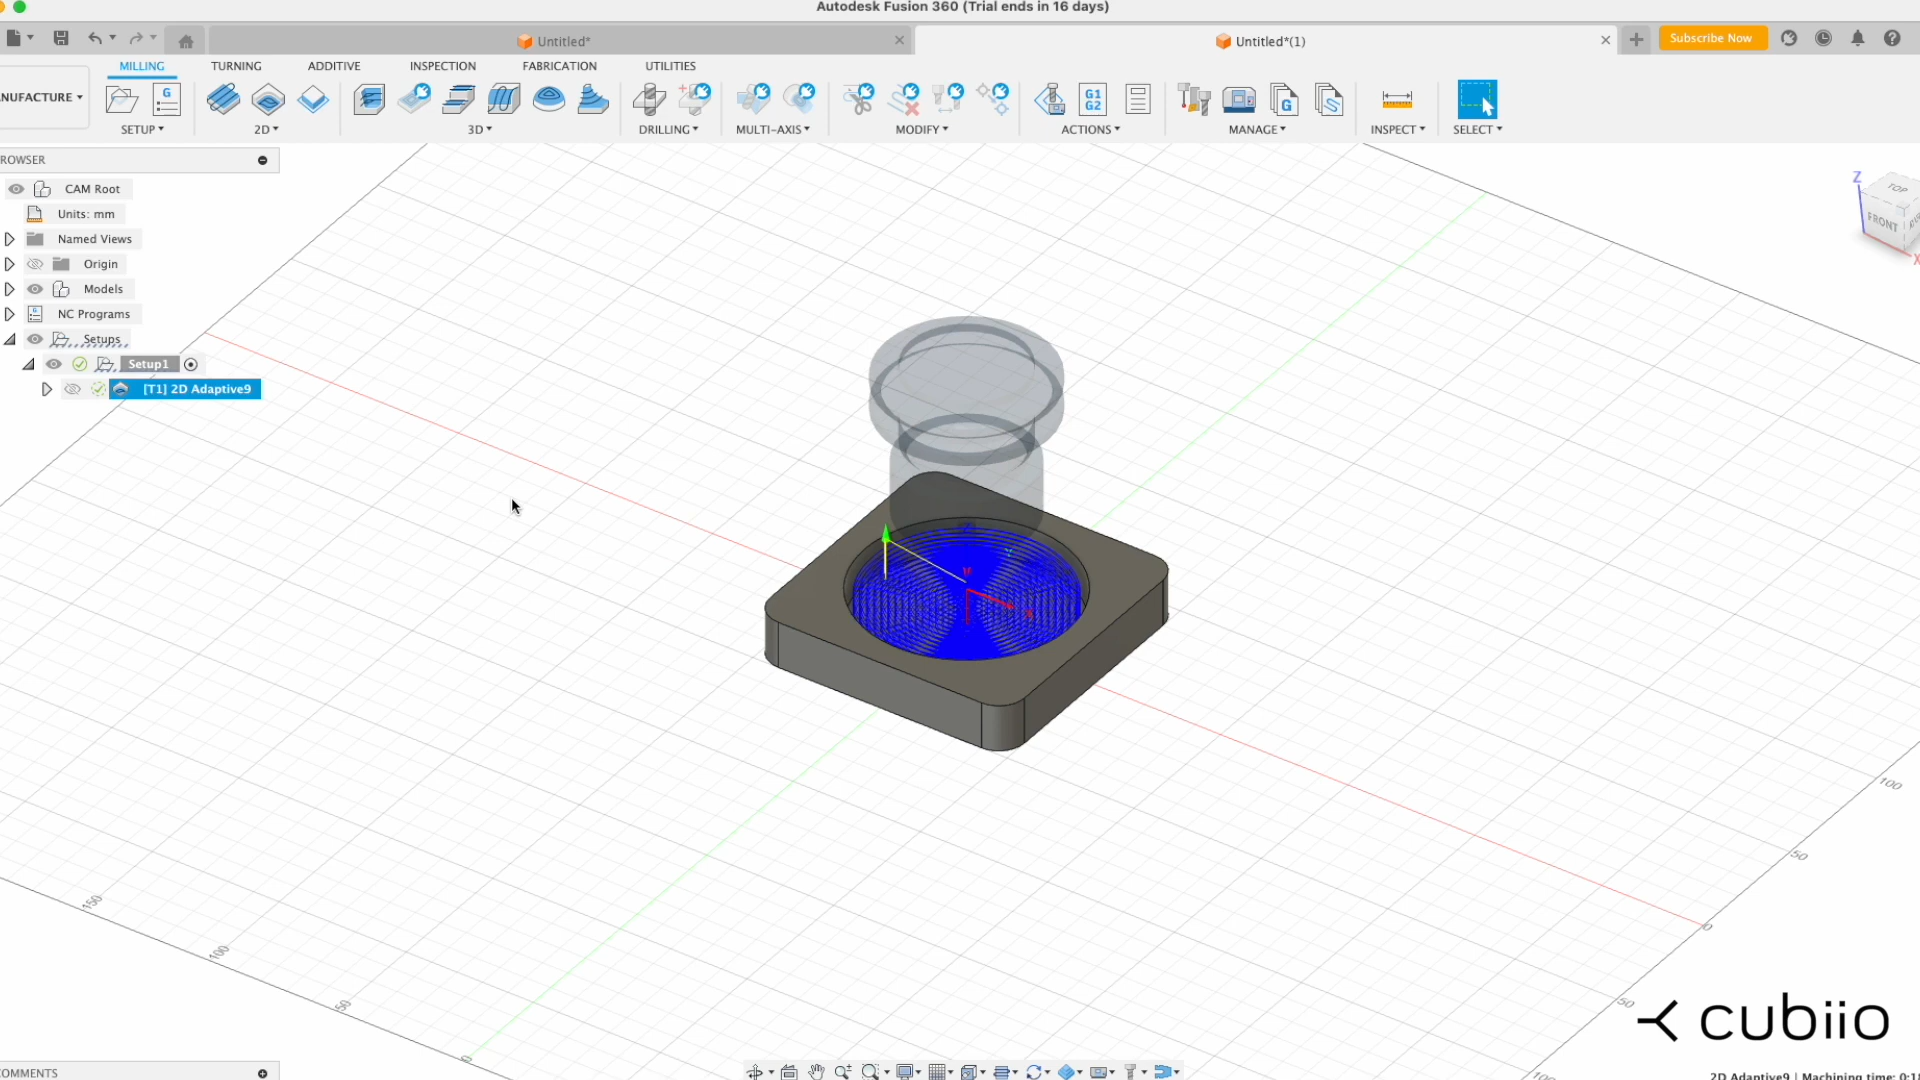 Autodesk Fusion 360 (Trial ends in 16 days)
Untitled*
Untitled*(1)
Subscribe Now
MILLING TURNING ADDITIVE INSPECTION FABRICATION UTILITIES
NUFACTURE
G
G1
G2
G
SETUP 2D 3D DRILLING MULTI-AXIS MODIFY ACTIONS MANAGE INSPECT SELECT
ROWSER
CAM Root
Units: mm
Named Views
Origin
Models
NC Programs
Setups
Setup1
[T1] 2D Adaptive9
Z
TOP
FRONT
X
100
50
0
50
100
150
100
50
0
cubiio
OMMENTS
2D Adaptive9 | Machining time: 0:1